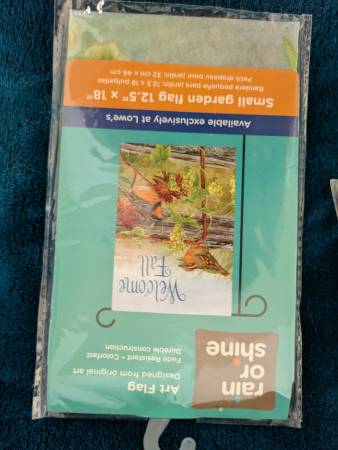 rain
or
shine
Art Flag
Designed from original art
Fade Resistant • Colorfast
Durable construction
Welcome
Fall
Available exclusively at Lowe's
Small garden flag 12.5" x 18"
Bandera pequeña para jardín: 12.5 x 18 pulgadas
Petit drapeau pour jardin: 32 cm x 46 cm